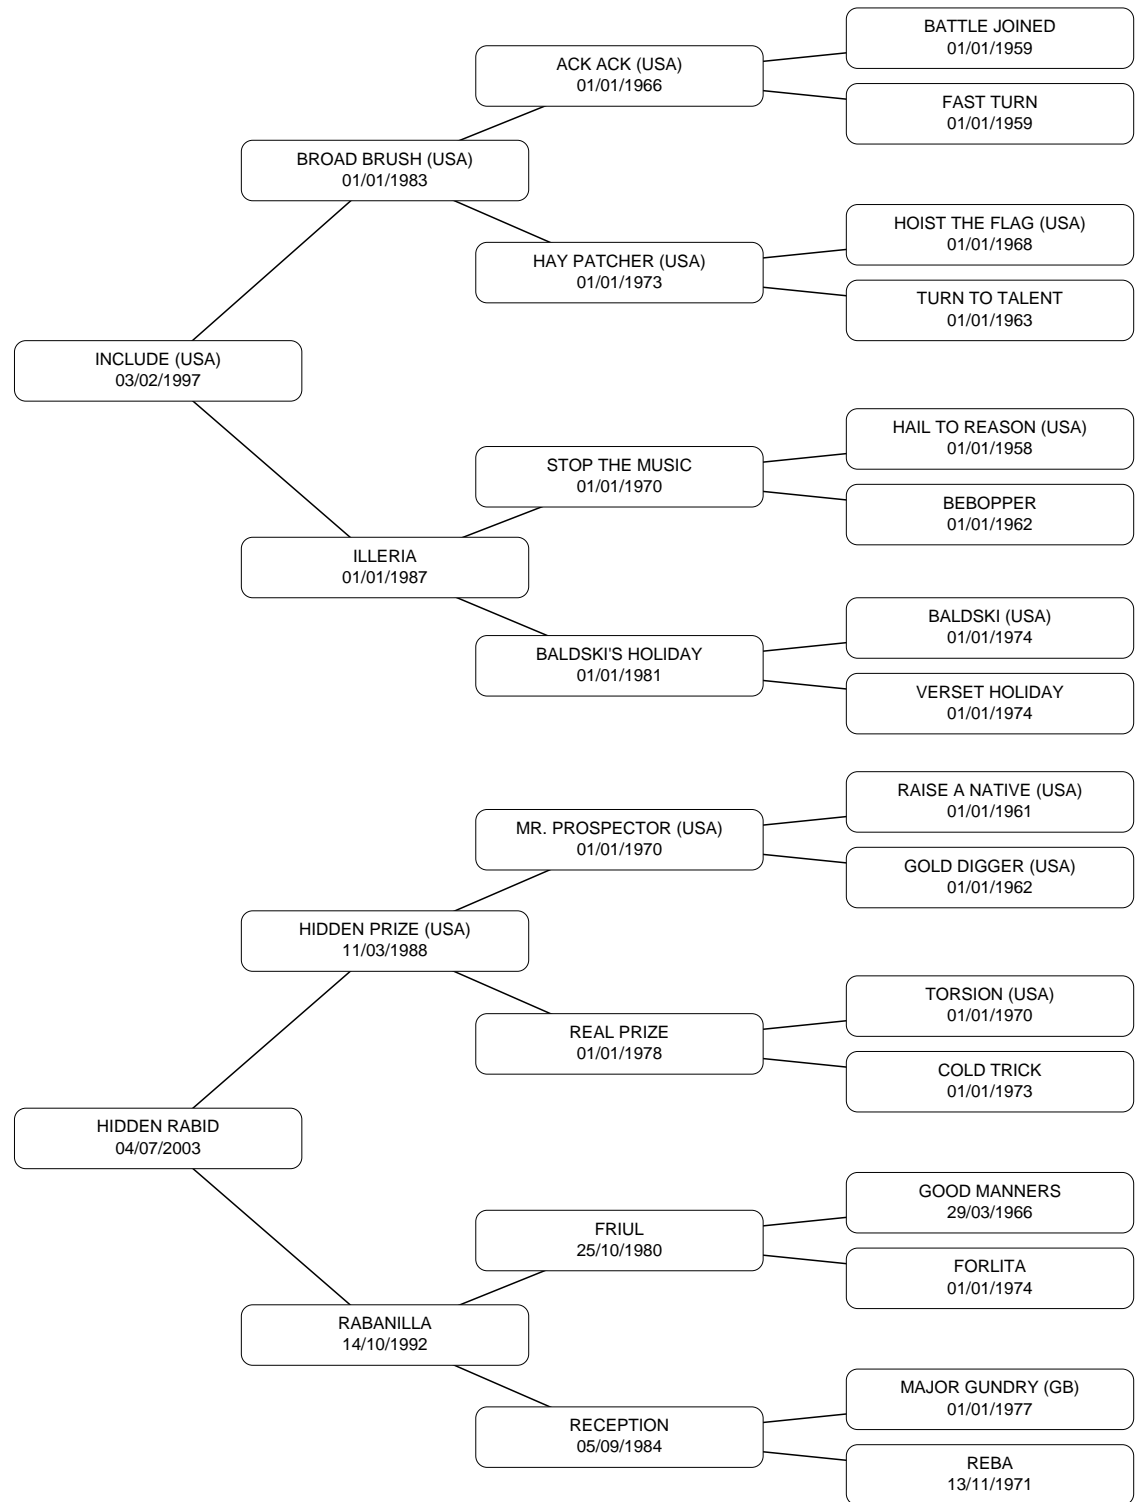 BATTLE JOINED
01/01/1959
ACK ACK (USA)
01/01/1966
FAST TURN
01/01/1959
BROAD BRUSH (USA)
01/01/1983
HOIST THE FLAG (USA)
01/01/1968
HAY PATCHER (USA)
01/01/1973
TURN TO TALENT
01/01/1963
INCLUDE (USA)
03/02/1997
HAIL TO REASON (USA)
01/01/1958
STOP THE MUSIC
01/01/1970
BEBOPPER
01/01/1962
ILLERIA
01/01/1987
BALDSKI (USA)
01/01/1974
BALDSKI'S HOLIDAY
01/01/1981
VERSET HOLIDAY
01/01/1974
RAISE A NATIVE (USA)
01/01/1961
MR. PROSPECTOR (USA)
01/01/1970
GOLD DIGGER (USA)
01/01/1962
HIDDEN PRIZE (USA)
11/03/1988
TORSION (USA)
01/01/1970
REAL PRIZE
01/01/1978
COLD TRICK
01/01/1973
HIDDEN RABID
04/07/2003
GOOD MANNERS
29/03/1966
FRIUL
25/10/1980
FORLITA
01/01/1974
RABANILLA
14/10/1992
MAJOR GUNDRY (GB)
01/01/1977
RECEPTION
05/09/1984
REBA
13/11/1971